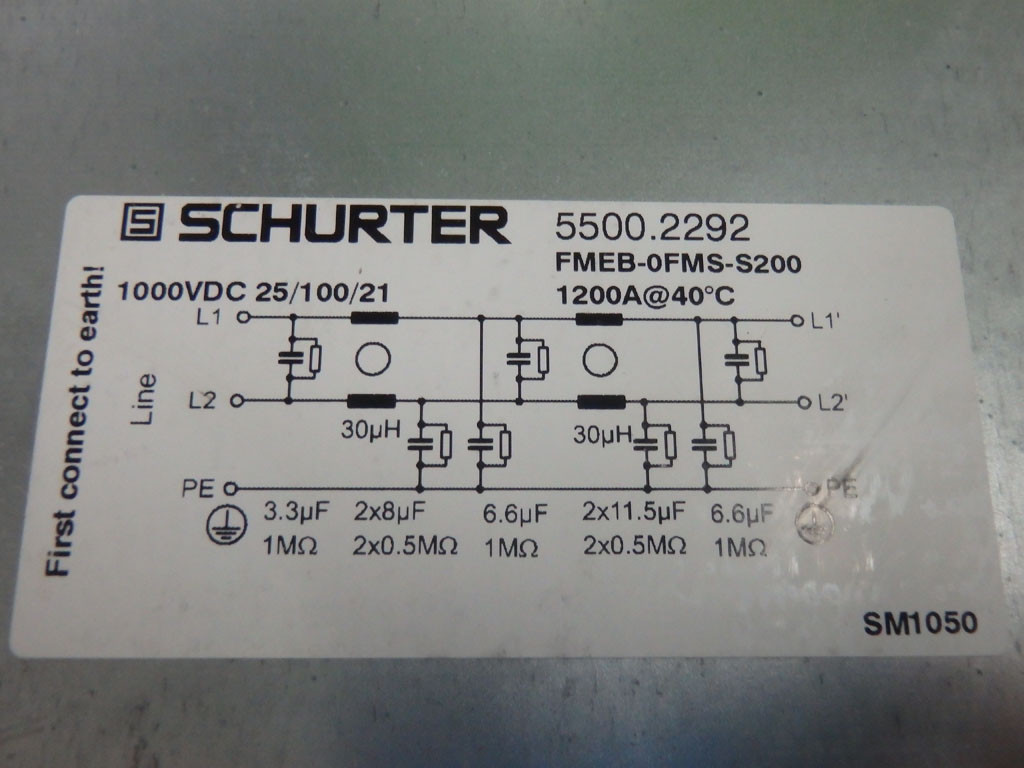 SCHURTER 5500.2292
FMEB-0FMS-S200
1000VDC 25/100/21 1200A@40°C
First connect to earth!
Line
L1 L1'
L2 L2'
30µH 30µH
PE PE
3.3µF 2x8µF 6.6µF 2x11.5µF 6.6µF
1MΩ 2x0.5MΩ 1MΩ 2x0.5MΩ 1MΩ
SM1050